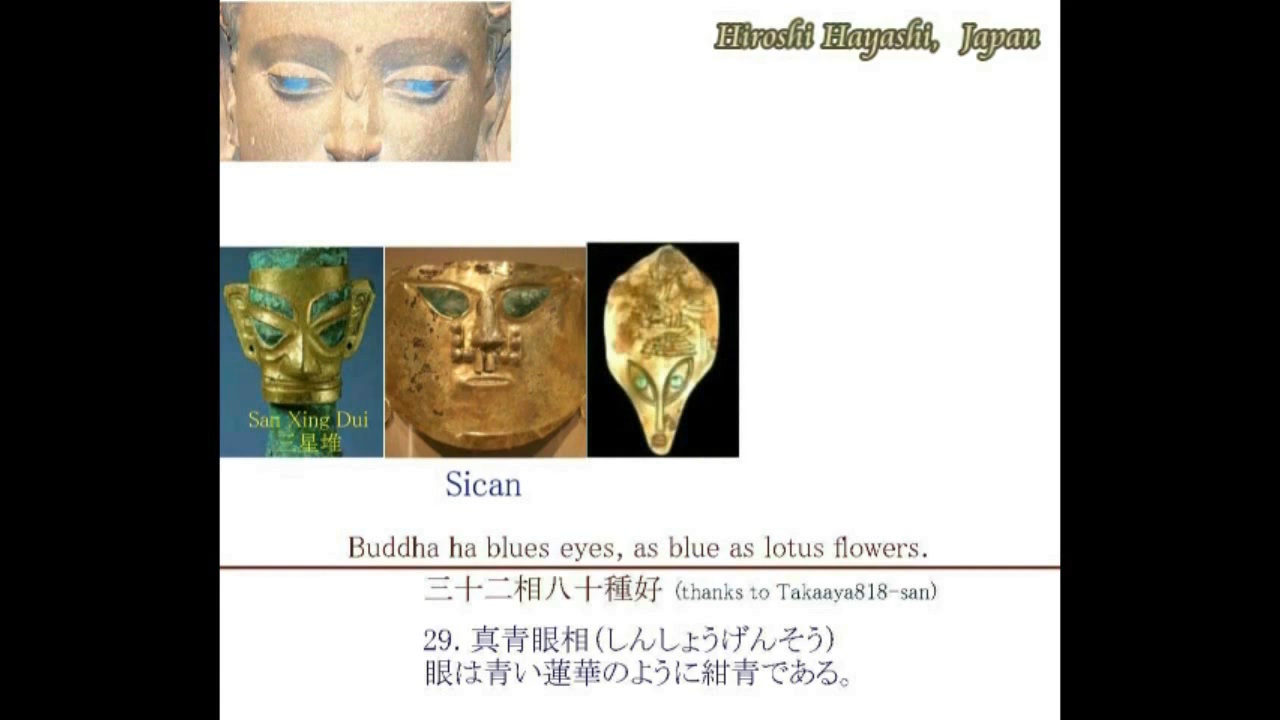 Hiroshi Hayashi, Japan
San Xing Dui
三星堆
Sican
Buddha ha blues eyes, as blue as lotus flowers.
三十二相八十種好 (thanks to Takaaya818-san)
29. 真青眼相(しんしょうげんそう)
眼は青い蓮華のように紺青である。